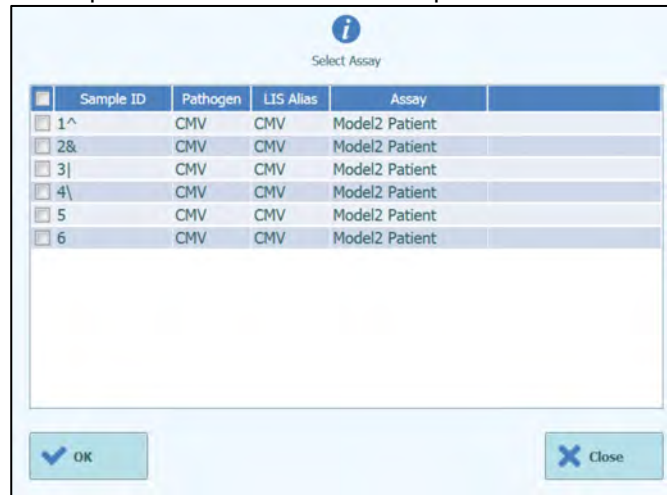 Select Assay
Sample ID Pathogen LIS Alias Assay
1^ CMV CMV Model2 Patient
2& CMV CMV Model2 Patient
3| CMV CMV Model2 Patient
4\ CMV CMV Model2 Patient
5 CMV CMV Model2 Patient
6 CMV CMV Model2 Patient
OK Close